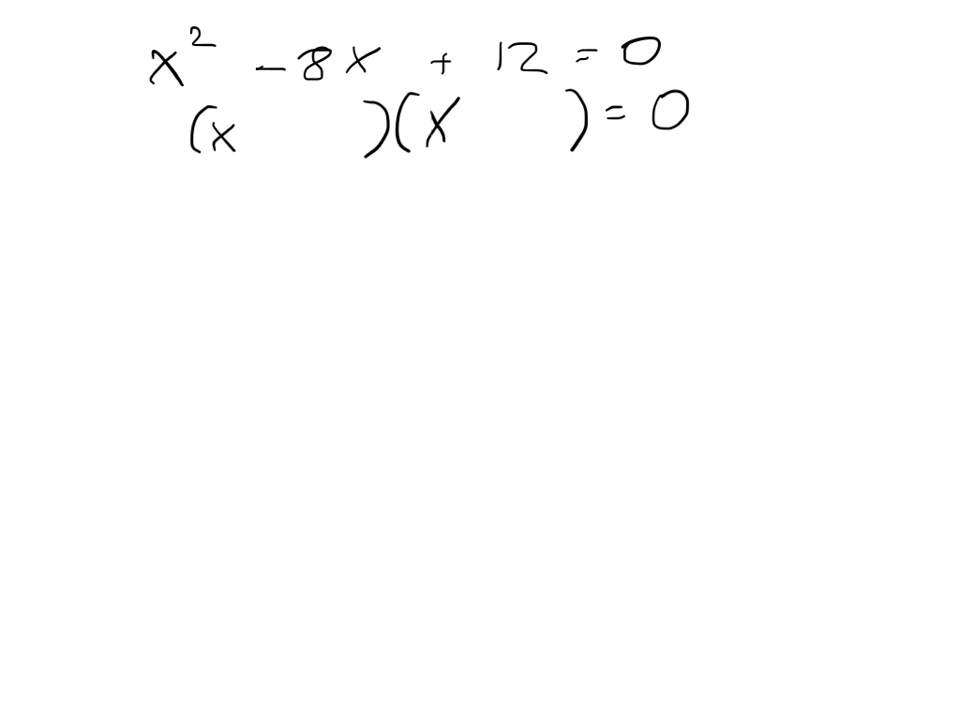 x² - 8x + 12 = 0
(x )(x ) = 0